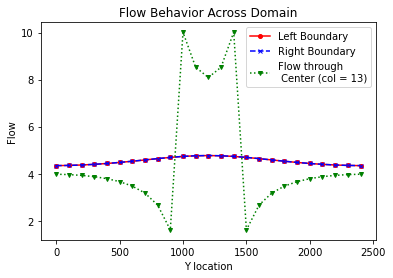 Flow Behavior Across Domain
10
8
6
4
2
Flow
Left Boundary
Right Boundary
Flow through
Center (col = 13)
0
500
1000
1500
2000
2500
Y location